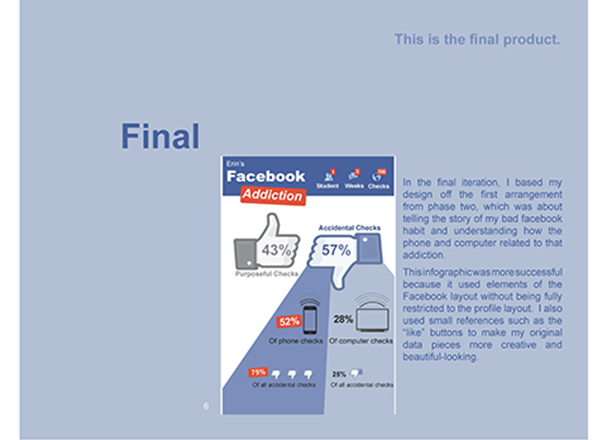 This is the final product.
Final
Erin's
Facebook
Addiction
Student Weeks Checks
Accidental Checks
43%
57%
Purposeful Checks
52%
28%
Of phone checks
Of computer checks
75%
25%
Of all accidental checks
Of all accidental checks
In the final iteration, I based my
design off the first arrangement
from phase two, which was about
telling the story of my bad facebook
habit and understanding how the
phone and computer related to that
addiction.
This infographic was more successful
because it used elements of the
Facebook layout without being fully
restricted to the profile layout. I also
used small references such as the
"like" buttons to make my original
data pieces more creative and
beautiful-looking.
6